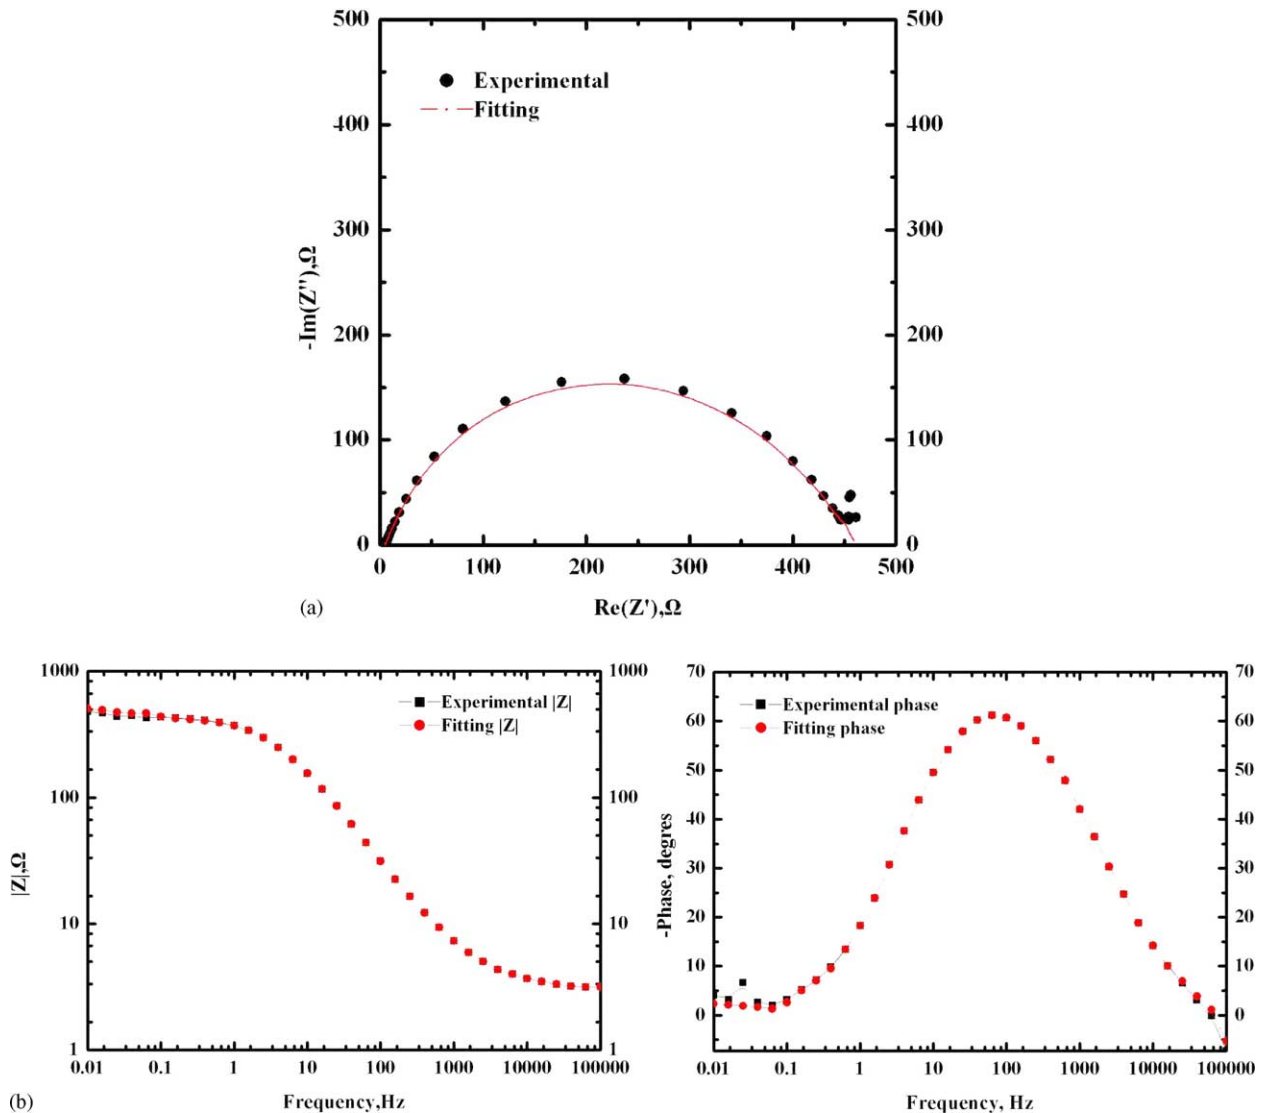 500 500
Experimental
Fitting
400 400
300 300
-Im(Z''),Ω
200 200
100 100
0 0
0 100 200 300 400 500
(a) Re(Z'),Ω
1000 1000
Experimental |Z|
Fitting |Z|
100 100
|Z|,Ω
10 10
1 1
0.01 0.1 1 10 100 1000 10000 100000
Frequency,Hz
70 70
Experimental phase
Fitting phase
60 60
50 50
40 40
-Phase, degres
30 30
20 20
10 10
0 0
0.01 0.1 1 10 100 1000 10000 100000
Frequency, Hz
(b)